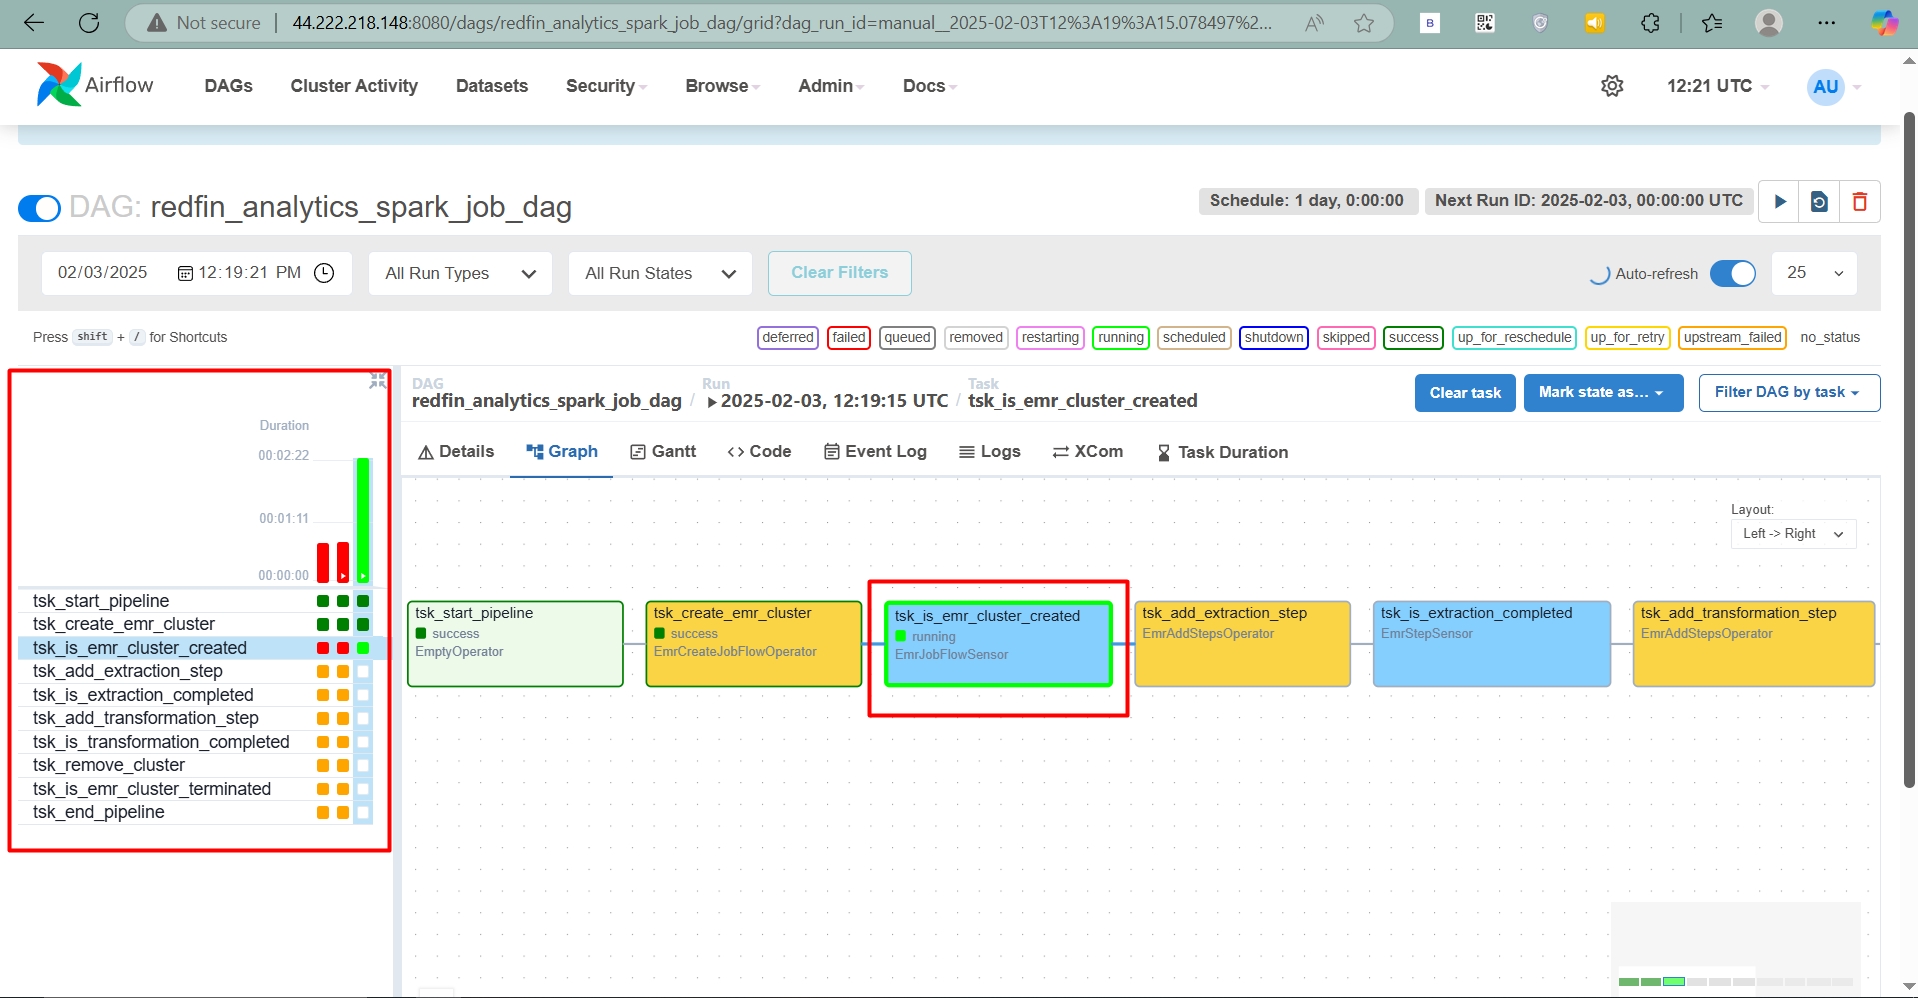 Not secure
44.222.218.148:8080/dags/redfin_analytics_spark_job_dag/grid?dag_run_id=manual__2025-02-03T12%3A19%3A15.078497%2...
Airflow
DAGs
Cluster Activity
Datasets
Security
Browse
Admin
Docs
12:21 UTC
AU
DAG: redfin_analytics_spark_job_dag
Schedule: 1 day, 0:00:00
Next Run ID: 2025-02-03, 00:00:00 UTC
02/03/2025
12:19:21 PM
All Run Types
All Run States
Clear Filters
Auto-refresh
25
Press shift + / for Shortcuts
deferred
failed
queued
removed
restarting
running
scheduled
shutdown
skipped
success
up_for_reschedule
up_for_retry
upstream_failed
no_status
Duration
00:02:22
00:01:11
00:00:00
tsk_start_pipeline
tsk_create_emr_cluster
tsk_is_emr_cluster_created
tsk_add_extraction_step
tsk_is_extraction_completed
tsk_add_transformation_step
tsk_is_transformation_completed
tsk_remove_cluster
tsk_is_emr_cluster_terminated
tsk_end_pipeline
DAG
redfin_analytics_spark_job_dag
/
Run
2025-02-03, 12:19:15 UTC
/
Task
tsk_is_emr_cluster_created
Clear task
Mark state as...
Filter DAG by task
Details
Graph
Gantt
Code
Event Log
Logs
XCom
Task Duration
Layout:
Left -> Right
tsk_start_pipeline
success
EmptyOperator
tsk_create_emr_cluster
success
EmrCreateJobFlowOperator
tsk_is_emr_cluster_created
running
EmrJobFlowSensor
tsk_add_extraction_step
EmrAddStepsOperator
tsk_is_extraction_completed
EmrStepSensor
tsk_add_transformation_step
EmrAddStepsOperator